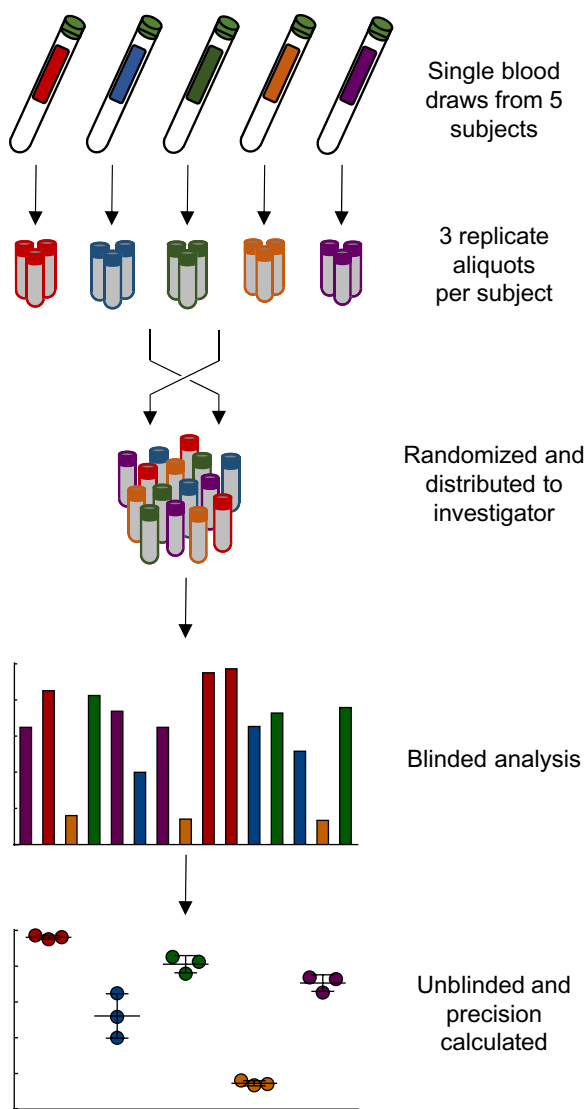 Single blood
draws from 5
subjects
3 replicate
aliquots
per subject
Randomized and
distributed to
investigator
Blinded analysis
Unblinded and
precision
calculated